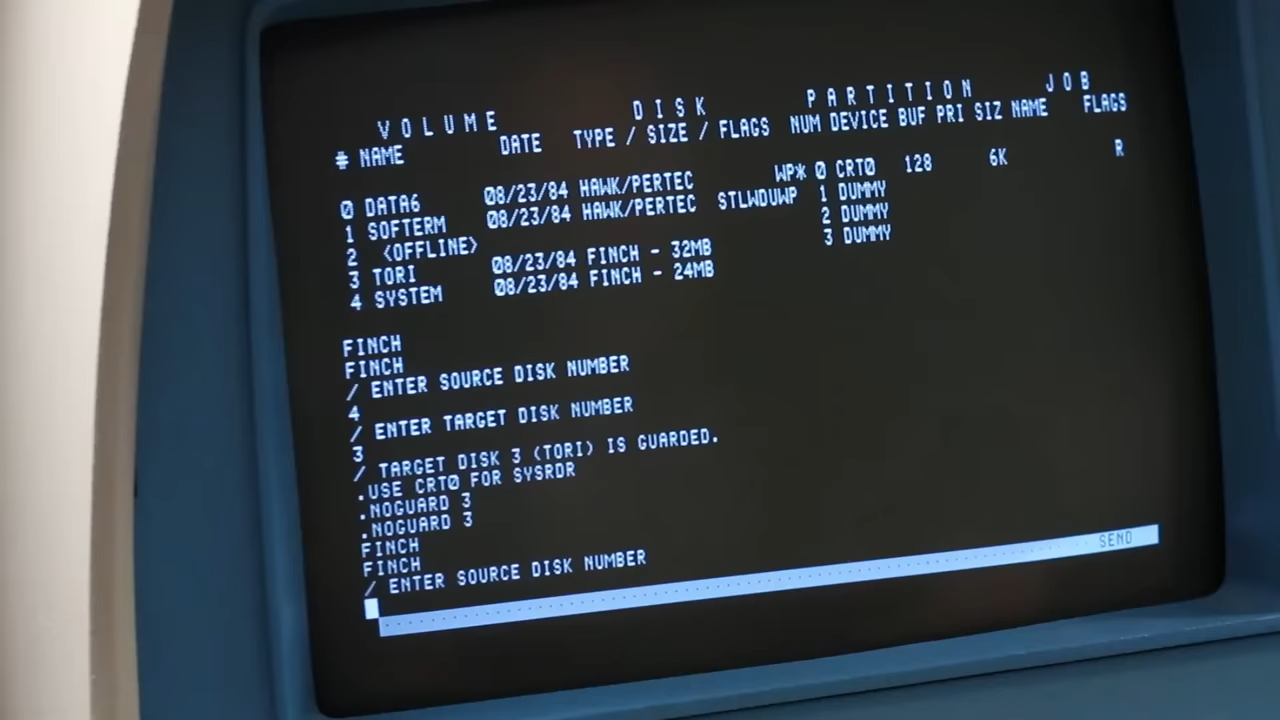 V O L U M E D I S K P A R T I T I O N J O B
# NAME DATE TYPE / SIZE / FLAGS NUM DEVICE BUF PRI SIZ NAME FLAGS
0 DATA6 08/23/84 HAWK/PERTEC WP* 0 CRT0 128 6K R
1 SOFTERM 08/23/84 HAWK/PERTEC STLWDUWP 1 DUMMY
2 <OFFLINE> 2 DUMMY
3 TORI 08/23/84 FINCH - 32MB 3 DUMMY
4 SYSTEM 08/23/84 FINCH - 24MB
FINCH
FINCH
/ ENTER SOURCE DISK NUMBER
4
/ ENTER TARGET DISK NUMBER
3
/ TARGET DISK 3 (TORI) IS GUARDED.
.USE CRT0 FOR SYSRDR
.NOGUARD 3
.NOGUARD 3
FINCH
FINCH
/ ENTER SOURCE DISK NUMBER
SEND